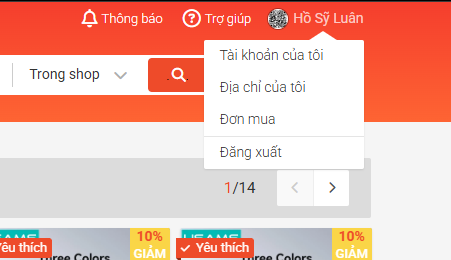 Thông báo Trợ giúp Hồ Sỹ Luân
Trong shop
Tài khoản của tôi
Địa chỉ của tôi
Đơn mua
Đăng xuất
1/14
10%
GIẢM
Yêu thích
Three Colors
10%
GIẢM
Yêu thích
Three Colors